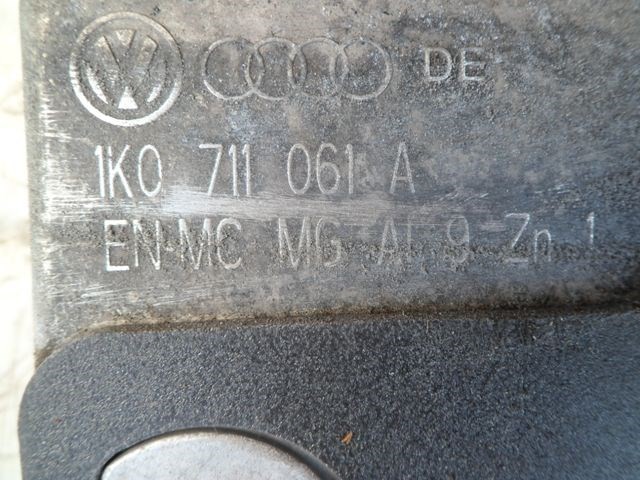 DE
1K0 711 061 A
EN-MC MG Al 9 Zn 1